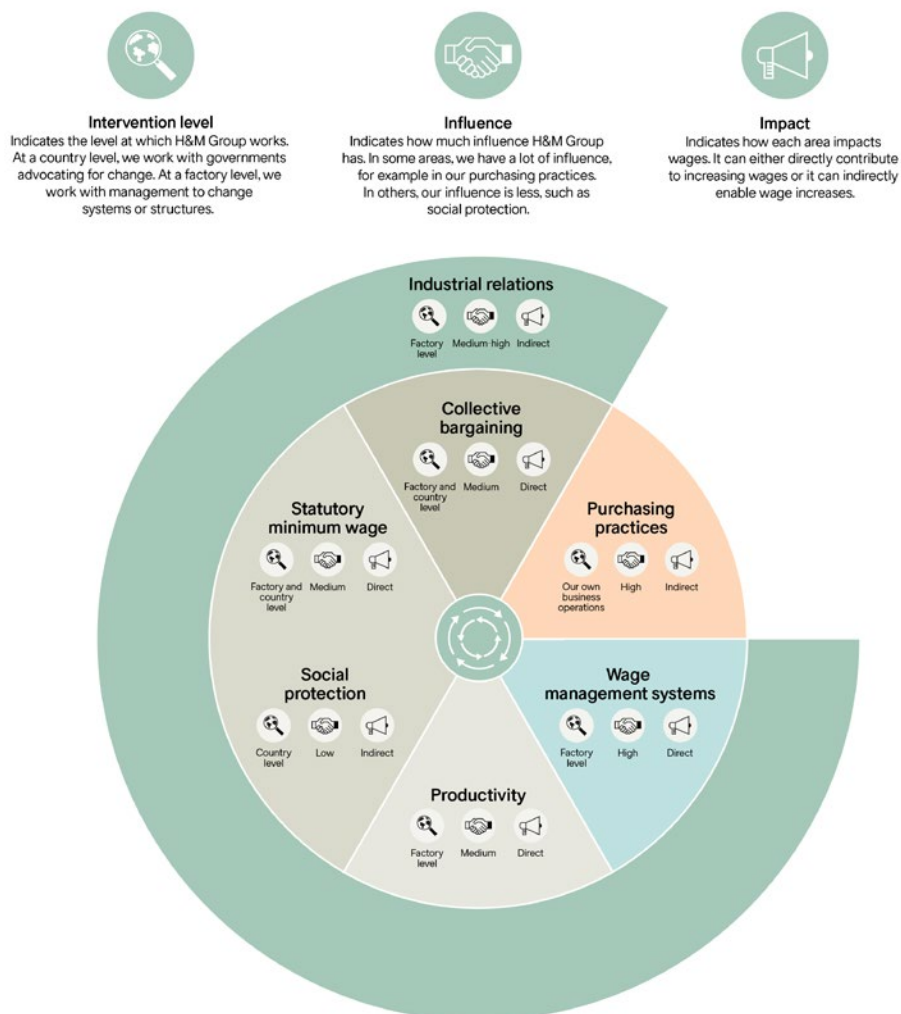 Intervention level
Indicates the level at which H&M Group works.
At a country level, we work with governments
advocating for change. At a factory level, we
work with management to change
systems or structures.
Influence
Indicates how much influence H&M Group
has. In some areas, we have a lot of influence,
for example in our purchasing practices.
In others, our influence is less, such as
social protection.
Impact
Indicates how each area impacts
wages. It can either directly contribute
to increasing wages or it can indirectly
enable wage increases.
Industrial relations
Factory
level
Medium-high
Indirect
Collective
bargaining
Factory and
country
level
Medium
Direct
Statutory
minimum wage
Factory and
country
level
Medium
Direct
Purchasing
practices
Our own
business
operations
High
Indirect
Social
protection
Country
level
Low
Indirect
Wage
management systems
Factory
level
High
Direct
Productivity
Factory
level
Medium
Direct